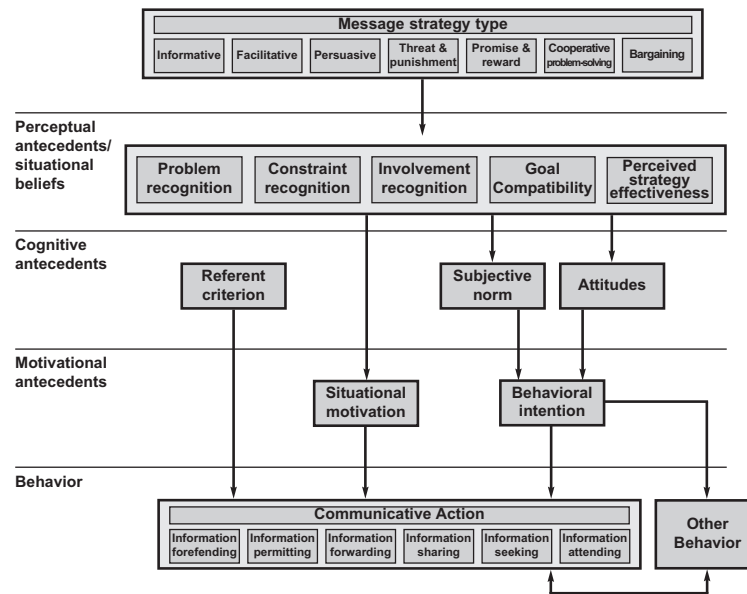 Message strategy type
Informative
Facilitative
Persuasive
Threat &
punishment
Promise &
reward
Cooperative
problem-solving
Bargaining
Perceptual
antecedents/
situational
beliefs
Problem
recognition
Constraint
recognition
Involvement
recognition
Goal
Compatibility
Perceived
strategy
effectiveness
Cognitive
antecedents
Referent
criterion
Subjective
norm
Attitudes
Motivational
antecedents
Situational
motivation
Behavioral
intention
Behavior
Communicative Action
Information
forefending
Information
permitting
Information
forwarding
Information
sharing
Information
seeking
Information
attending
Other
Behavior